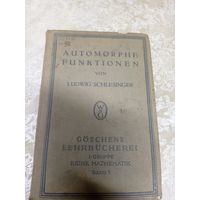 AUTOMORPHE
FUNKTIONEN
VON
LUDWIG SCHLESINGER
GÖSCHENS
LEHRBÜCHEREI
I. GRUPPE
REINE MATHEMATIK
BAND 5